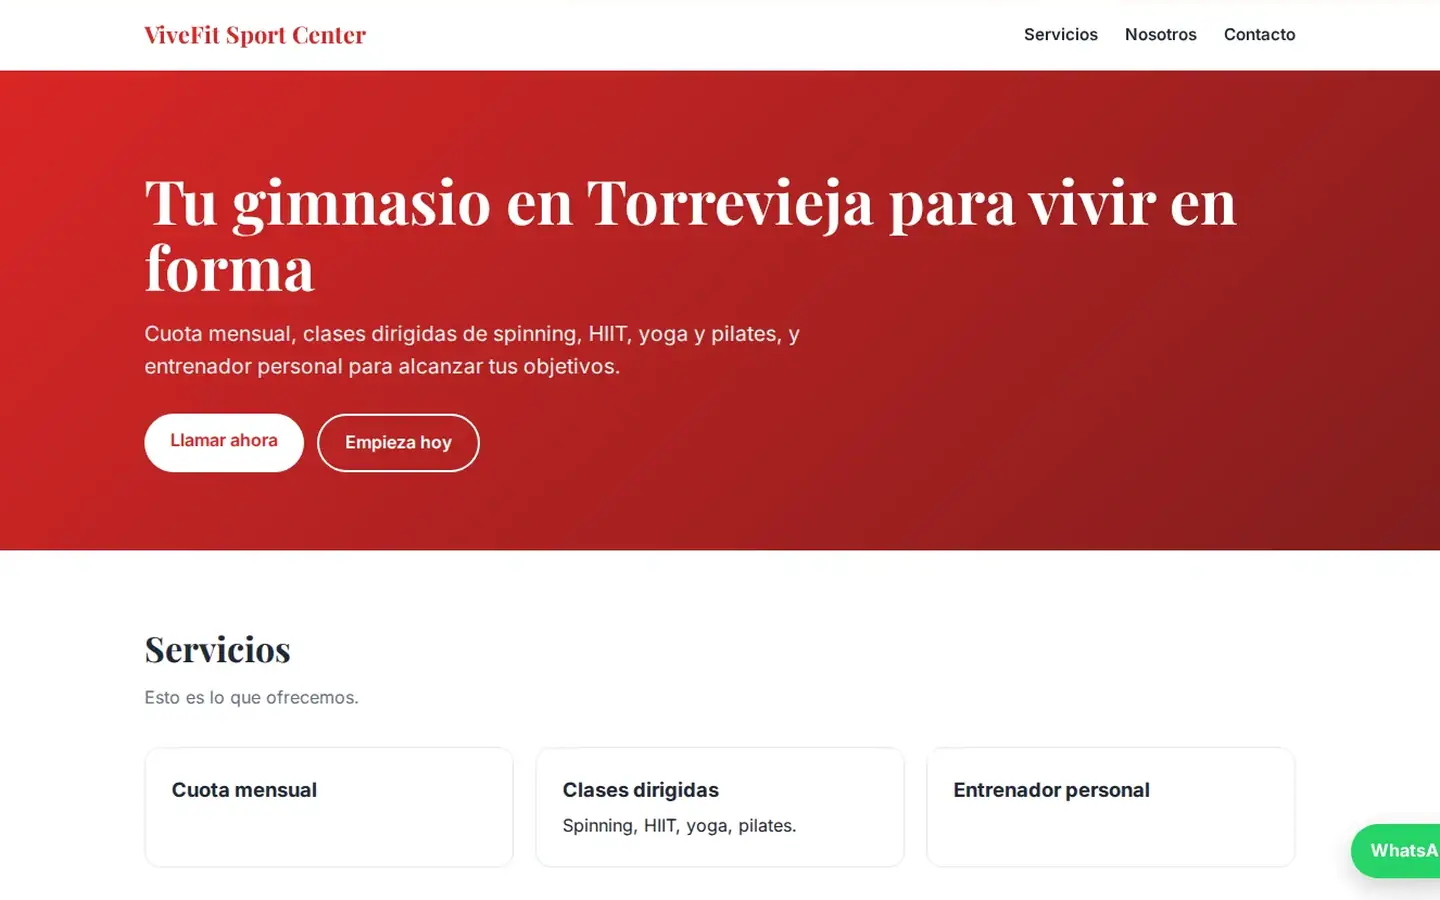 ViveFit Sport Center
Servicios
Nosotros
Contacto
Tu gimnasio en Torrevieja para vivir en
forma
Cuota mensual, clases dirigidas de spinning, HIIT, yoga y pilates, y
entrenador personal para alcanzar tus objetivos.
Llamar ahora
Empieza hoy
Servicios
Esto es lo que ofrecemos.
Cuota mensual
Clases dirigidas
Spinning, HIIT, yoga, pilates.
Entrenador personal
WhatsA